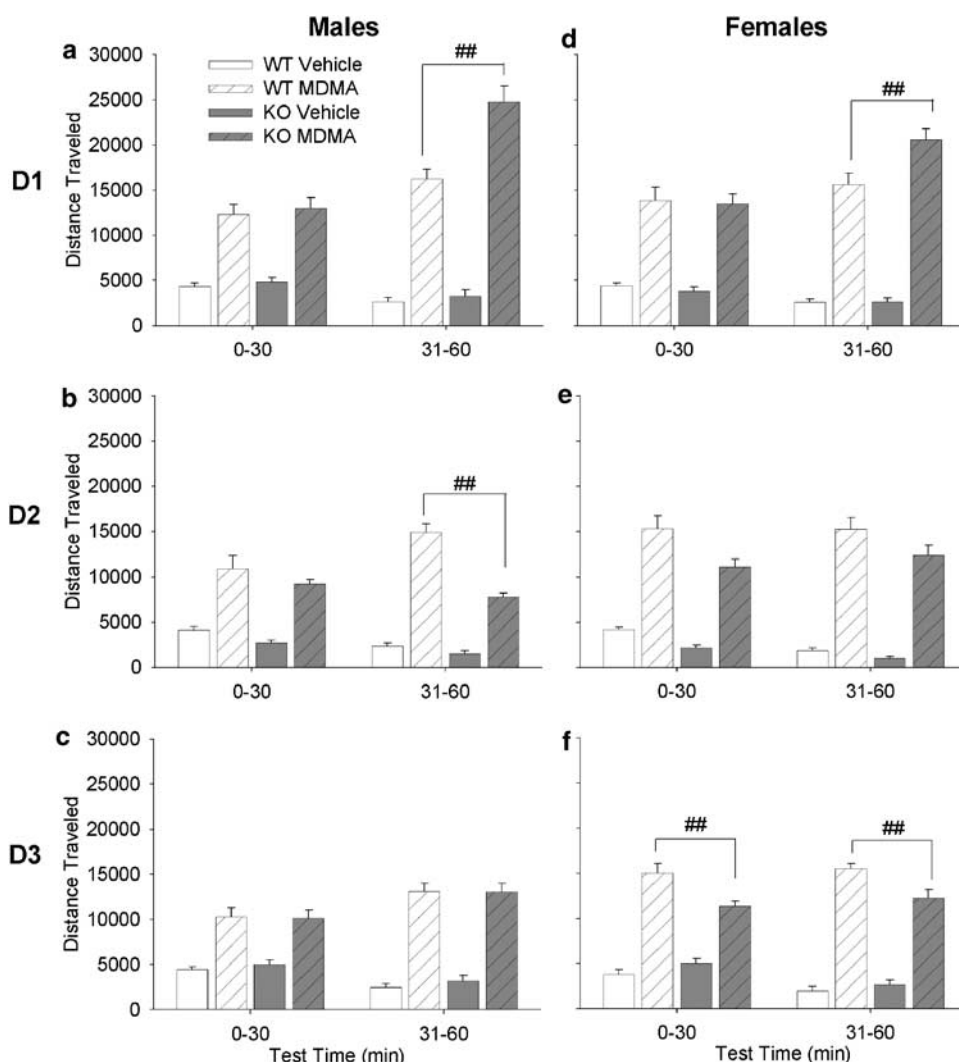 Males
Females
a
d
WT Vehicle
WT MDMA
KO Vehicle
KO MDMA
##
##
D1
Distance Traveled
30000
25000
20000
15000
10000
5000
0
0-30
31-60
0-30
31-60
b
e
##
D2
Distance Traveled
30000
25000
20000
15000
10000
5000
0
0-30
31-60
0-30
31-60
c
f
##
##
D3
Distance Traveled
30000
25000
20000
15000
10000
5000
0
0-30
31-60
0-30
31-60
Test Time (min)
Test Time (min)